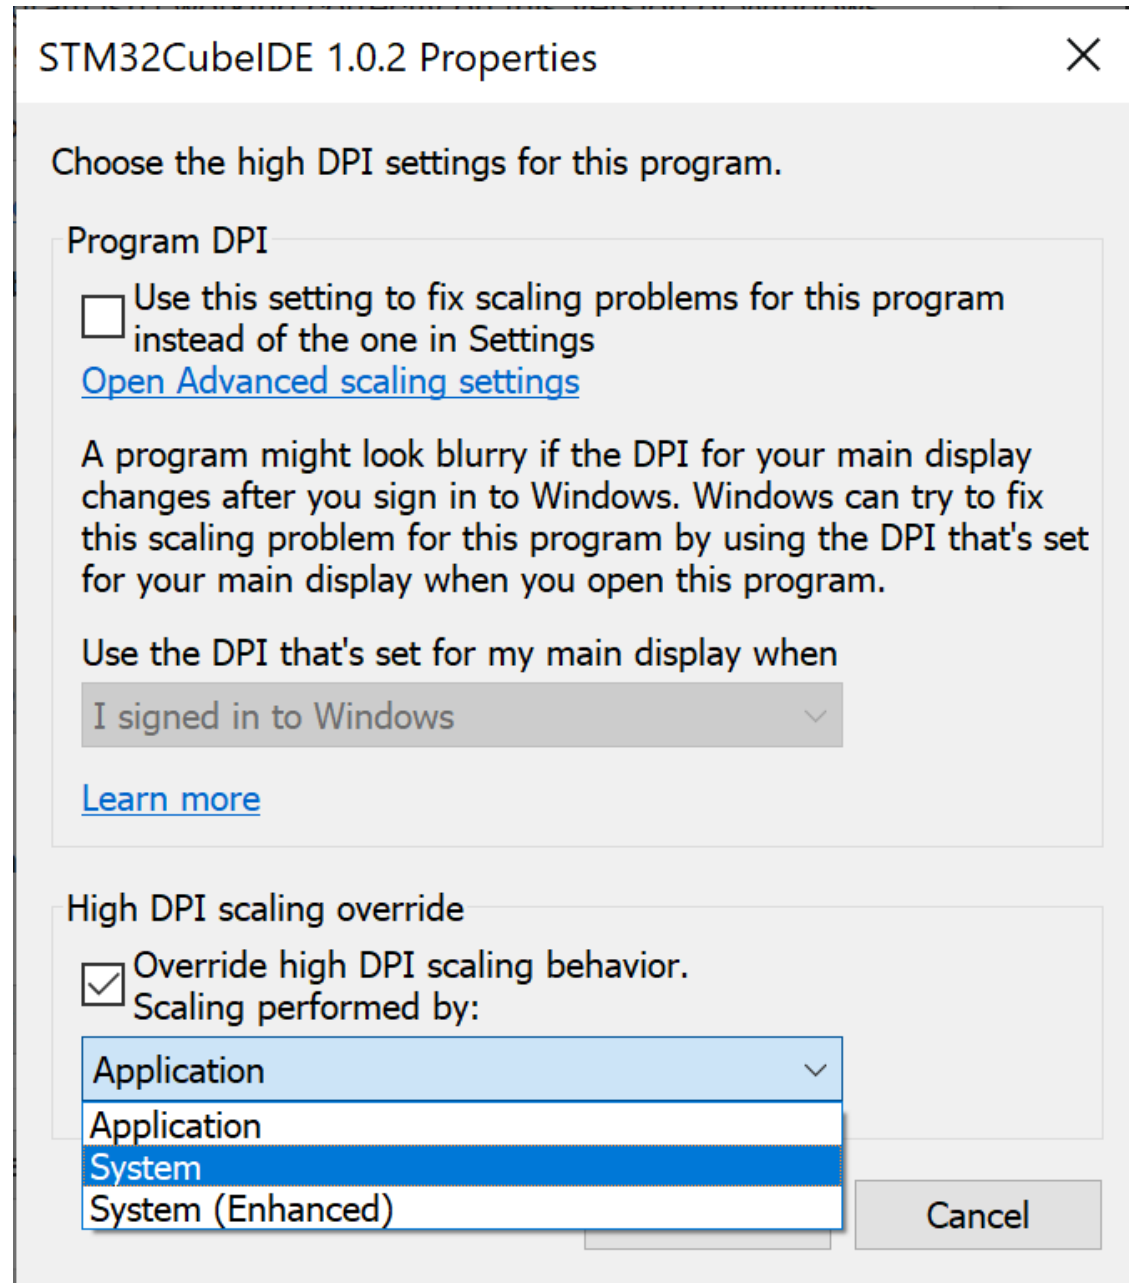 STM32CubeIDE 1.0.2 Properties
Choose the high DPI settings for this program.
Program DPI
Use this setting to fix scaling problems for this program
instead of the one in Settings
Open Advanced scaling settings
A program might look blurry if the DPI for your main display
changes after you sign in to Windows. Windows can try to fix
this scaling problem for this program by using the DPI that's set
for your main display when you open this program.
Use the DPI that's set for my main display when
I signed in to Windows
Learn more
High DPI scaling override
Override high DPI scaling behavior.
Scaling performed by:
Application
Application
System
System (Enhanced)
Cancel